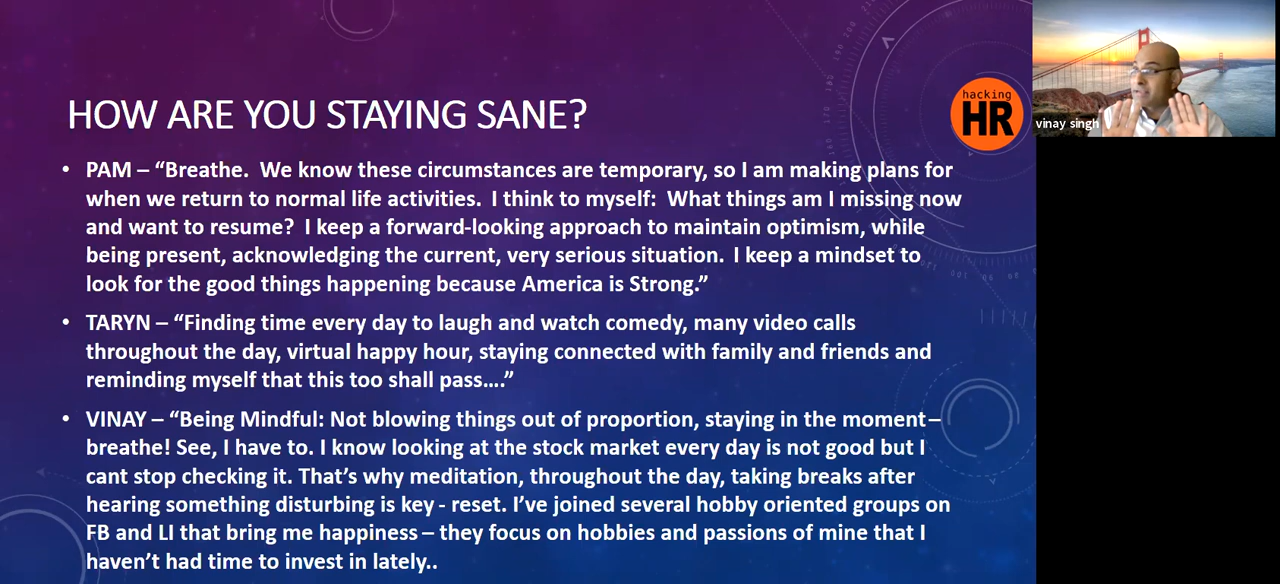 HOW ARE YOU STAYING SANE?
hacking
HR
vinay singh
• PAM – “Breathe.  We know these circumstances are temporary, so I am making plans for
when we return to normal life activities.  I think to myself:  What things am I missing now
and want to resume?  I keep a forward-looking approach to maintain optimism, while
being present, acknowledging the current, very serious situation.  I keep a mindset to
look for the good things happening because America is Strong.”
• TARYN – “Finding time every day to laugh and watch comedy, many video calls
throughout the day, virtual happy hour, staying connected with family and friends and
reminding myself that this too shall pass….”
• VINAY – “Being Mindful: Not blowing things out of proportion, staying in the moment –
breathe! See, I have to. I know looking at the stock market every day is not good but I
cant stop checking it. That’s why meditation, throughout the day, taking breaks after
hearing something disturbing is key - reset. I’ve joined several hobby oriented groups on
FB and LI that bring me happiness – they focus on hobbies and passions of mine that I
haven’t had time to invest in lately..